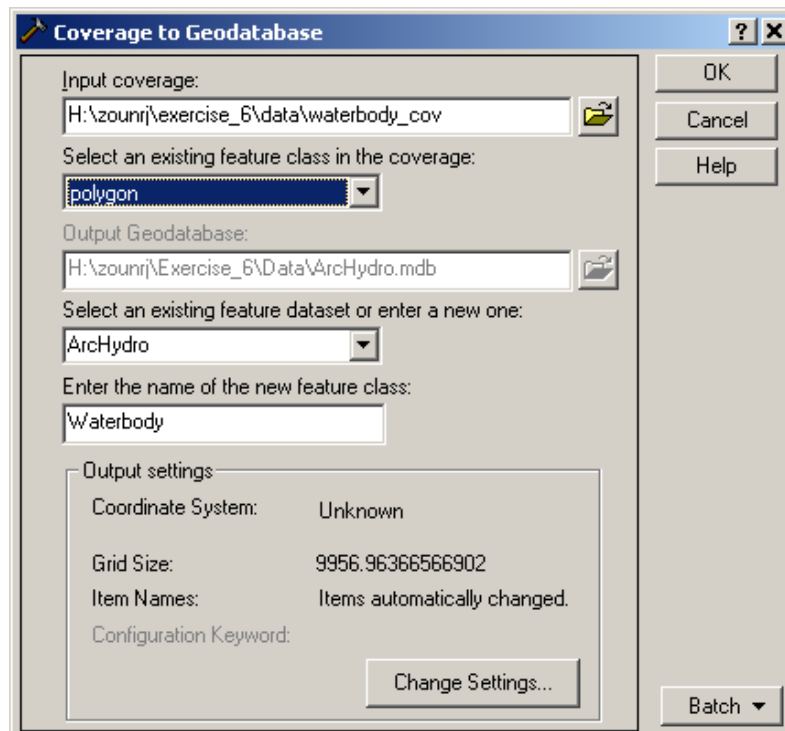 Coverage to Geodatabase
Input coverage:
H:\zounrj\exercise_6\data\waterbody_cov
Select an existing feature class in the coverage:
polygon
Output Geodatabase:
H:\zounrj\Exercise_6\Data\ArcHydro.mdb
Select an existing feature dataset or enter a new one:
ArcHydro
Enter the name of the new feature class:
Waterbody
Output settings
Coordinate System: Unknown
Grid Size: 9956.96366566902
Item Names: Items automatically changed.
Configuration Keyword:
Change Settings...
OK
Cancel
Help
Batch